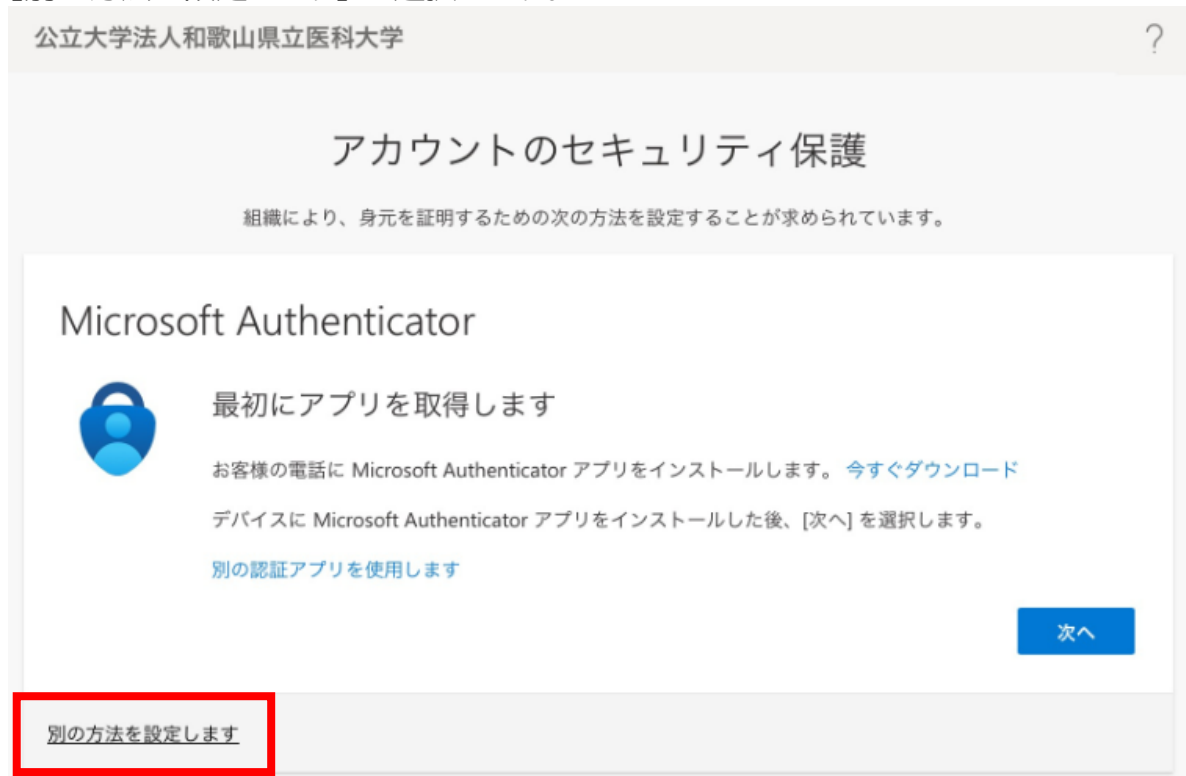 公立大学法人和歌山県立医科大学
?
アカウントのセキュリティ保護
組織により、身元を証明するための次の方法を設定することが求められています。
Microsoft Authenticator
最初にアプリを取得します
お客様の電話に Microsoft Authenticator アプリをインストールします。 今すぐダウンロード
デバイスに Microsoft Authenticator アプリをインストールした後、[次へ] を選択します。
別の認証アプリを使用します
次へ
別の方法を設定します